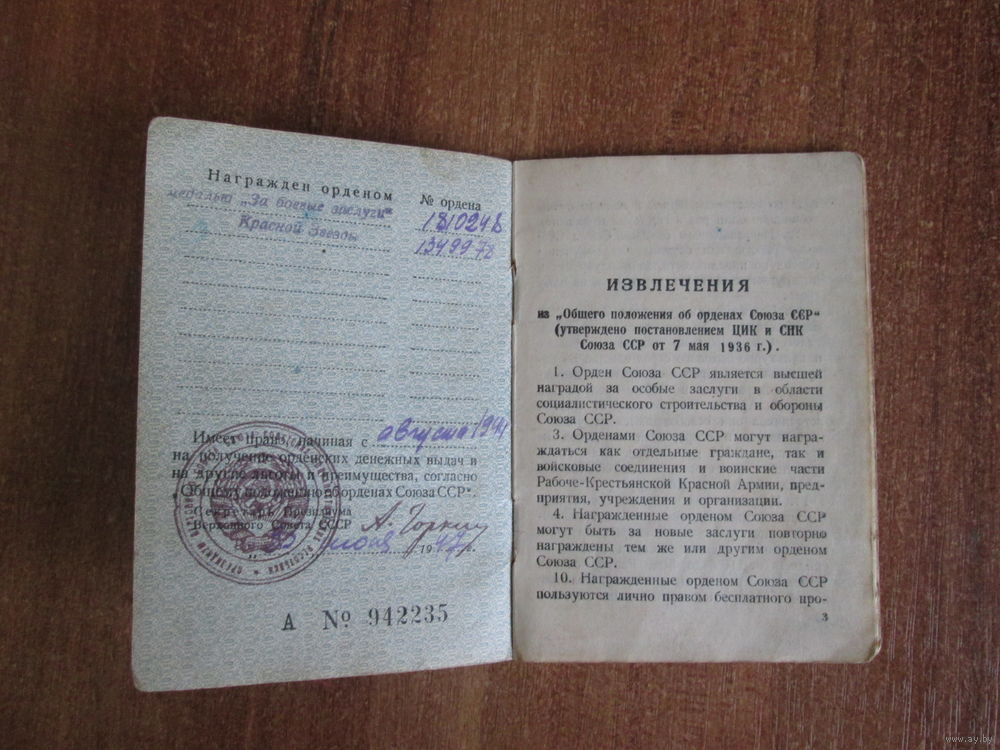 Награжден орденом
№ ордена
медалью „За боевые заслуги"
1310248
Красной Звезды
1349978
Имеет право, начиная с августа 1944
на получение орденских денежных выдач и
на другие льготы и преимущества, согласно
„Общему положению об орденах Союза ССР".
Секретарь Президиума
Верховного Совета СССР А. Горкин
июня 1947 г.
А № 942235
ИЗВЛЕЧЕНИЯ
из „Общего положения об орденах Союза ССР"
(утверждено постановлением ЦИК и СНК
Союза ССР от 7 мая 1936 г.).
1. Орден Союза ССР является высшей
наградой за особые заслуги в области
социалистического строительства и обороны
Союза ССР.
3. Орденами Союза ССР могут награ-
ждаться как отдельные граждане, так и
войсковые соединения и воинские части
Рабоче-Крестьянской Красной Армии, пред-
приятия, учреждения и организации.
4. Награжденные орденом Союза ССР
могут быть за новые заслуги повторно
награждены тем же или другим орденом
Союза ССР.
10. Награжденные орденом Союза ССР
пользуются лично правом бесплатного про-
3
www.ay.by